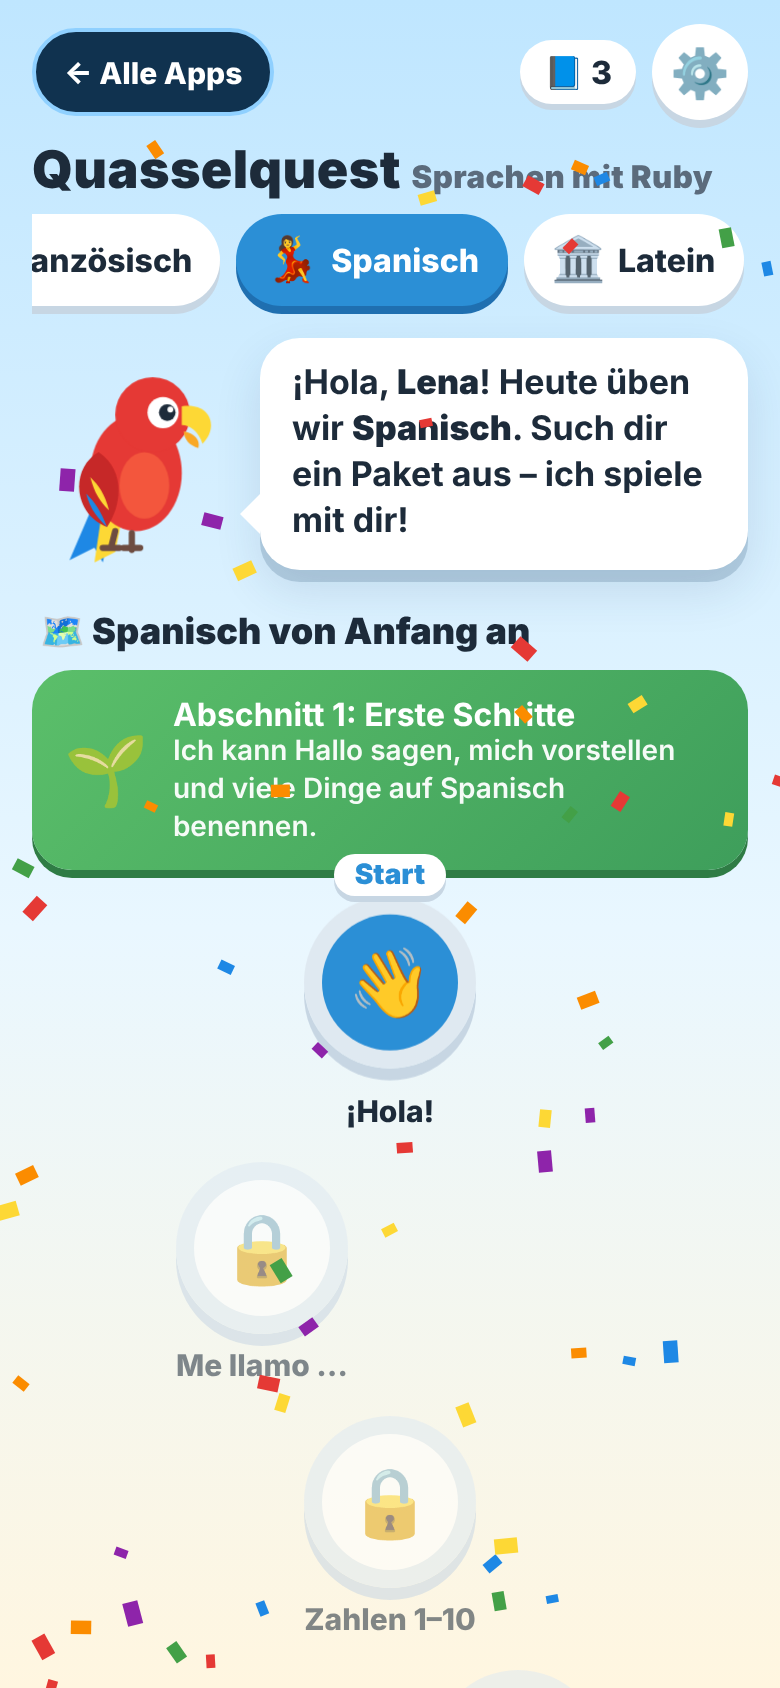 ← Alle Apps
3
Quasselquest Sprachen mit Ruby
anzösisch
Spanisch
Latein
¡Hola, Lena! Heute üben
wir Spanisch. Such dir
ein Paket aus – ich spiele
mit dir!
Spanisch von Anfang an
Abschnitt 1: Erste Schritte
Ich kann Hallo sagen, mich vorstellen
und viele Dinge auf Spanisch
benennen.
Start
¡Hola!
Me llamo …
Zahlen 1–10